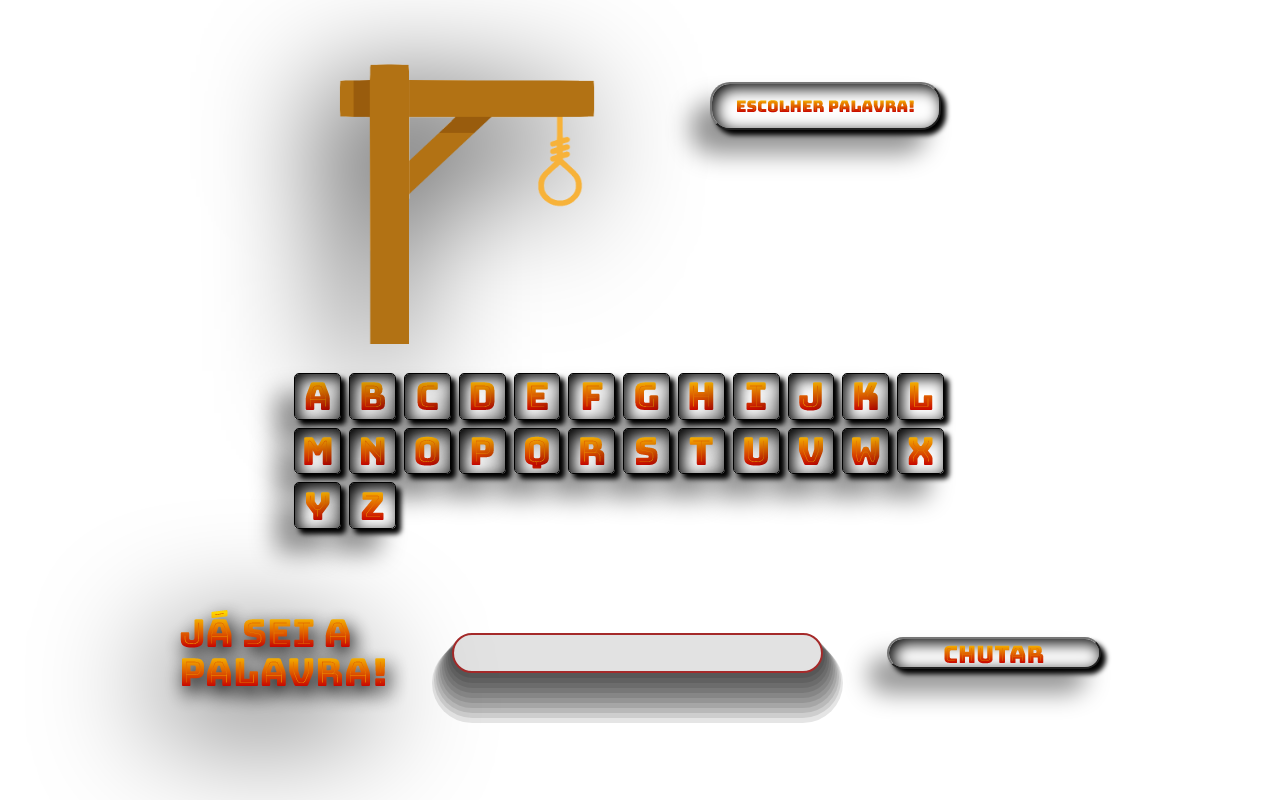 ESCOLHER PALAVRA!
A B C D E F G H I J K L
M N O P Q R S T U V W X
Y Z
JÁ SEI A
PALAVRA!
CHUTAR